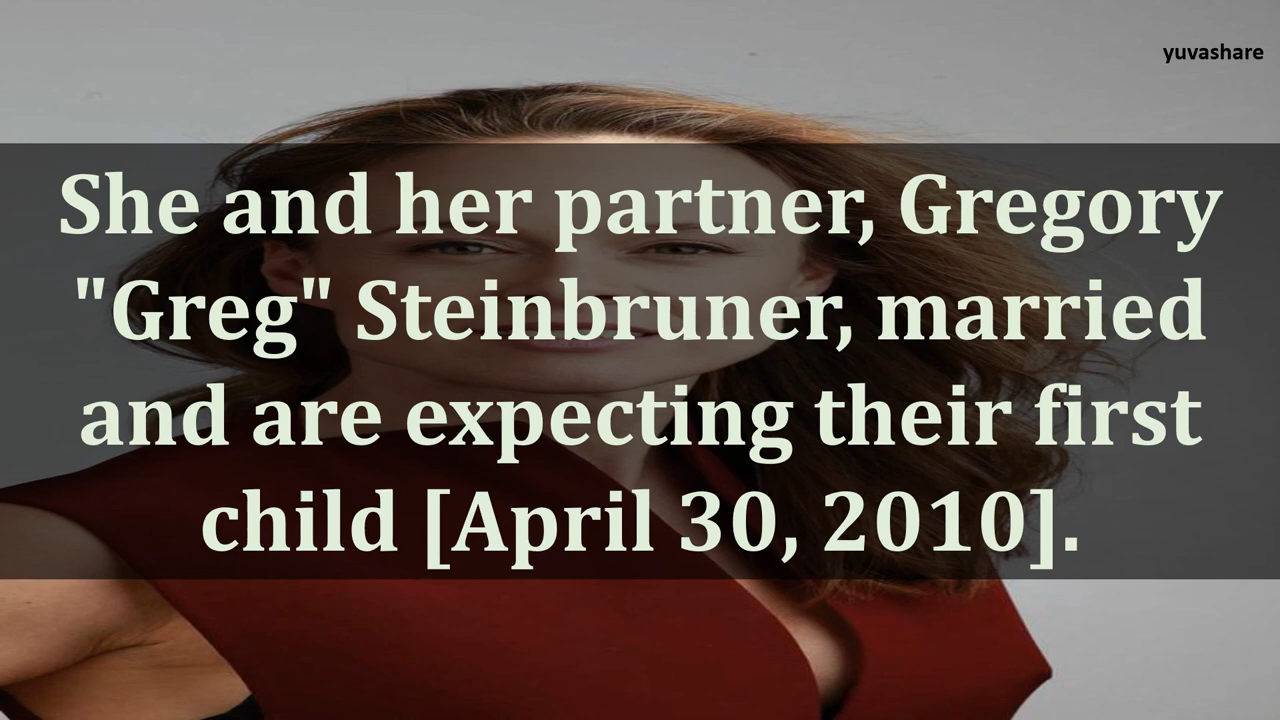 yuvashare
She and her partner, Gregory
"Greg" Steinbruner, married
and are expecting their first
child [April 30, 2010].